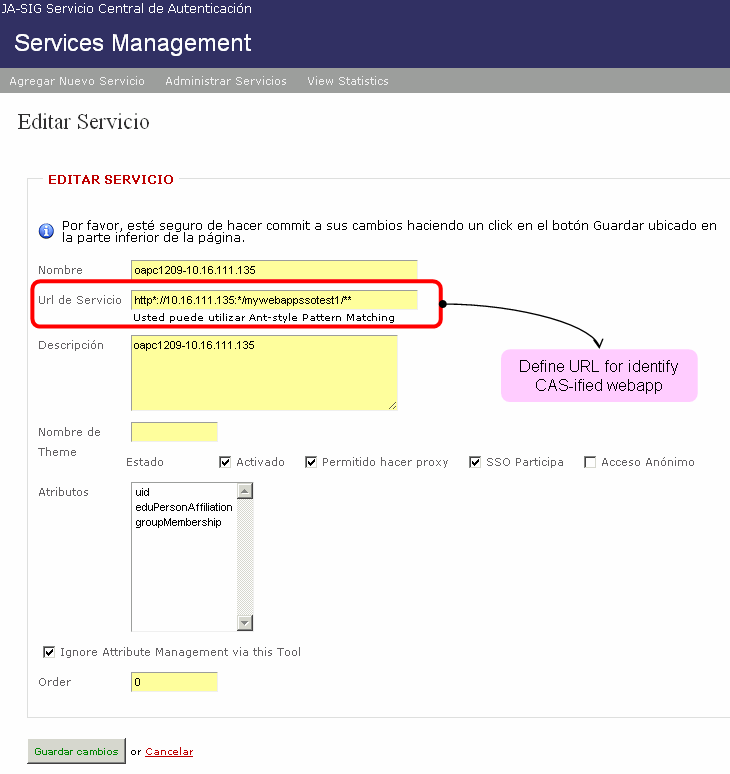 JA-SIG Servicio Central de Autenticación
Services Management
Agregar Nuevo Servicio Administrar Servicios View Statistics
Editar Servicio
EDITAR SERVICIO
Por favor, esté seguro de hacer commit a sus cambios haciendo un click en el botón Guardar ubicado en
la parte inferior de la página.
Nombre oapc1209-10.16.111.135
Url de Servicio http*://10.16.111.135:*/mywebappssotest1/**
Usted puede utilizar Ant-style Pattern Matching
Descripción oapc1209-10.16.111.135
Define URL for identify
CAS-ified webapp
Nombre de
Theme
Estado Activado Permitido hacer proxy SSO Participa Acceso Anónimo
Atributos uid
eduPersonAffiliation
groupMembership
Ignore Attribute Management via this Tool
Order 0
Guardar cambios or Cancelar